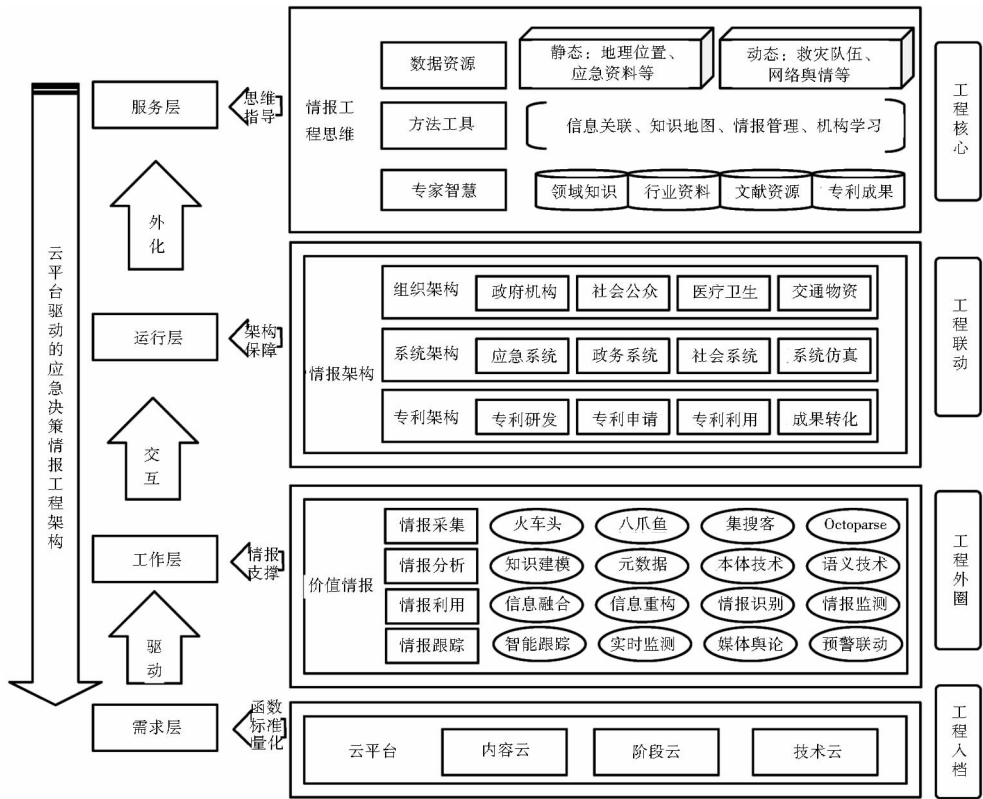 云平台驱动的应急决策情报工程架构
服务层
思维
指导
情报工
程思维
数据资源
静态：地理位置、
应急资料等
动态：救灾队伍、
网络舆情等
方法工具
信息关联、知识地图、情报管理、机构学习
专家智慧
领域知识
行业资料
文献资源
专利成果
工程核心
外化
运行层
架构
保障
情报架构
组织架构
政府机构
社会公众
医疗卫生
交通物资
系统架构
应急系统
政务系统
社会系统
系统仿真
专利架构
专利研发
专利申请
专利利用
成果转化
工程联动
交互
工作层
情报
支撑
价值情报
情报采集
火车头
八爪鱼
集搜客
Octoparse
情报分析
知识建模
元数据
本体技术
语义技术
情报利用
信息融合
信息重构
情报识别
情报监测
情报跟踪
智能跟踪
实时监测
媒体舆论
预警联动
工程外圈
驱动
需求层
函数
标准
量化
云平台
内容云
阶段云
技术云
工程入档